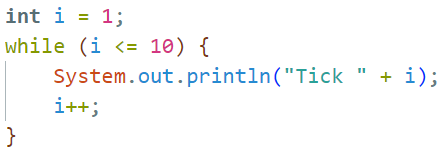 int i = 1;
while (i <= 10) {
    System.out.println("Tick " + i);
    i++;
}